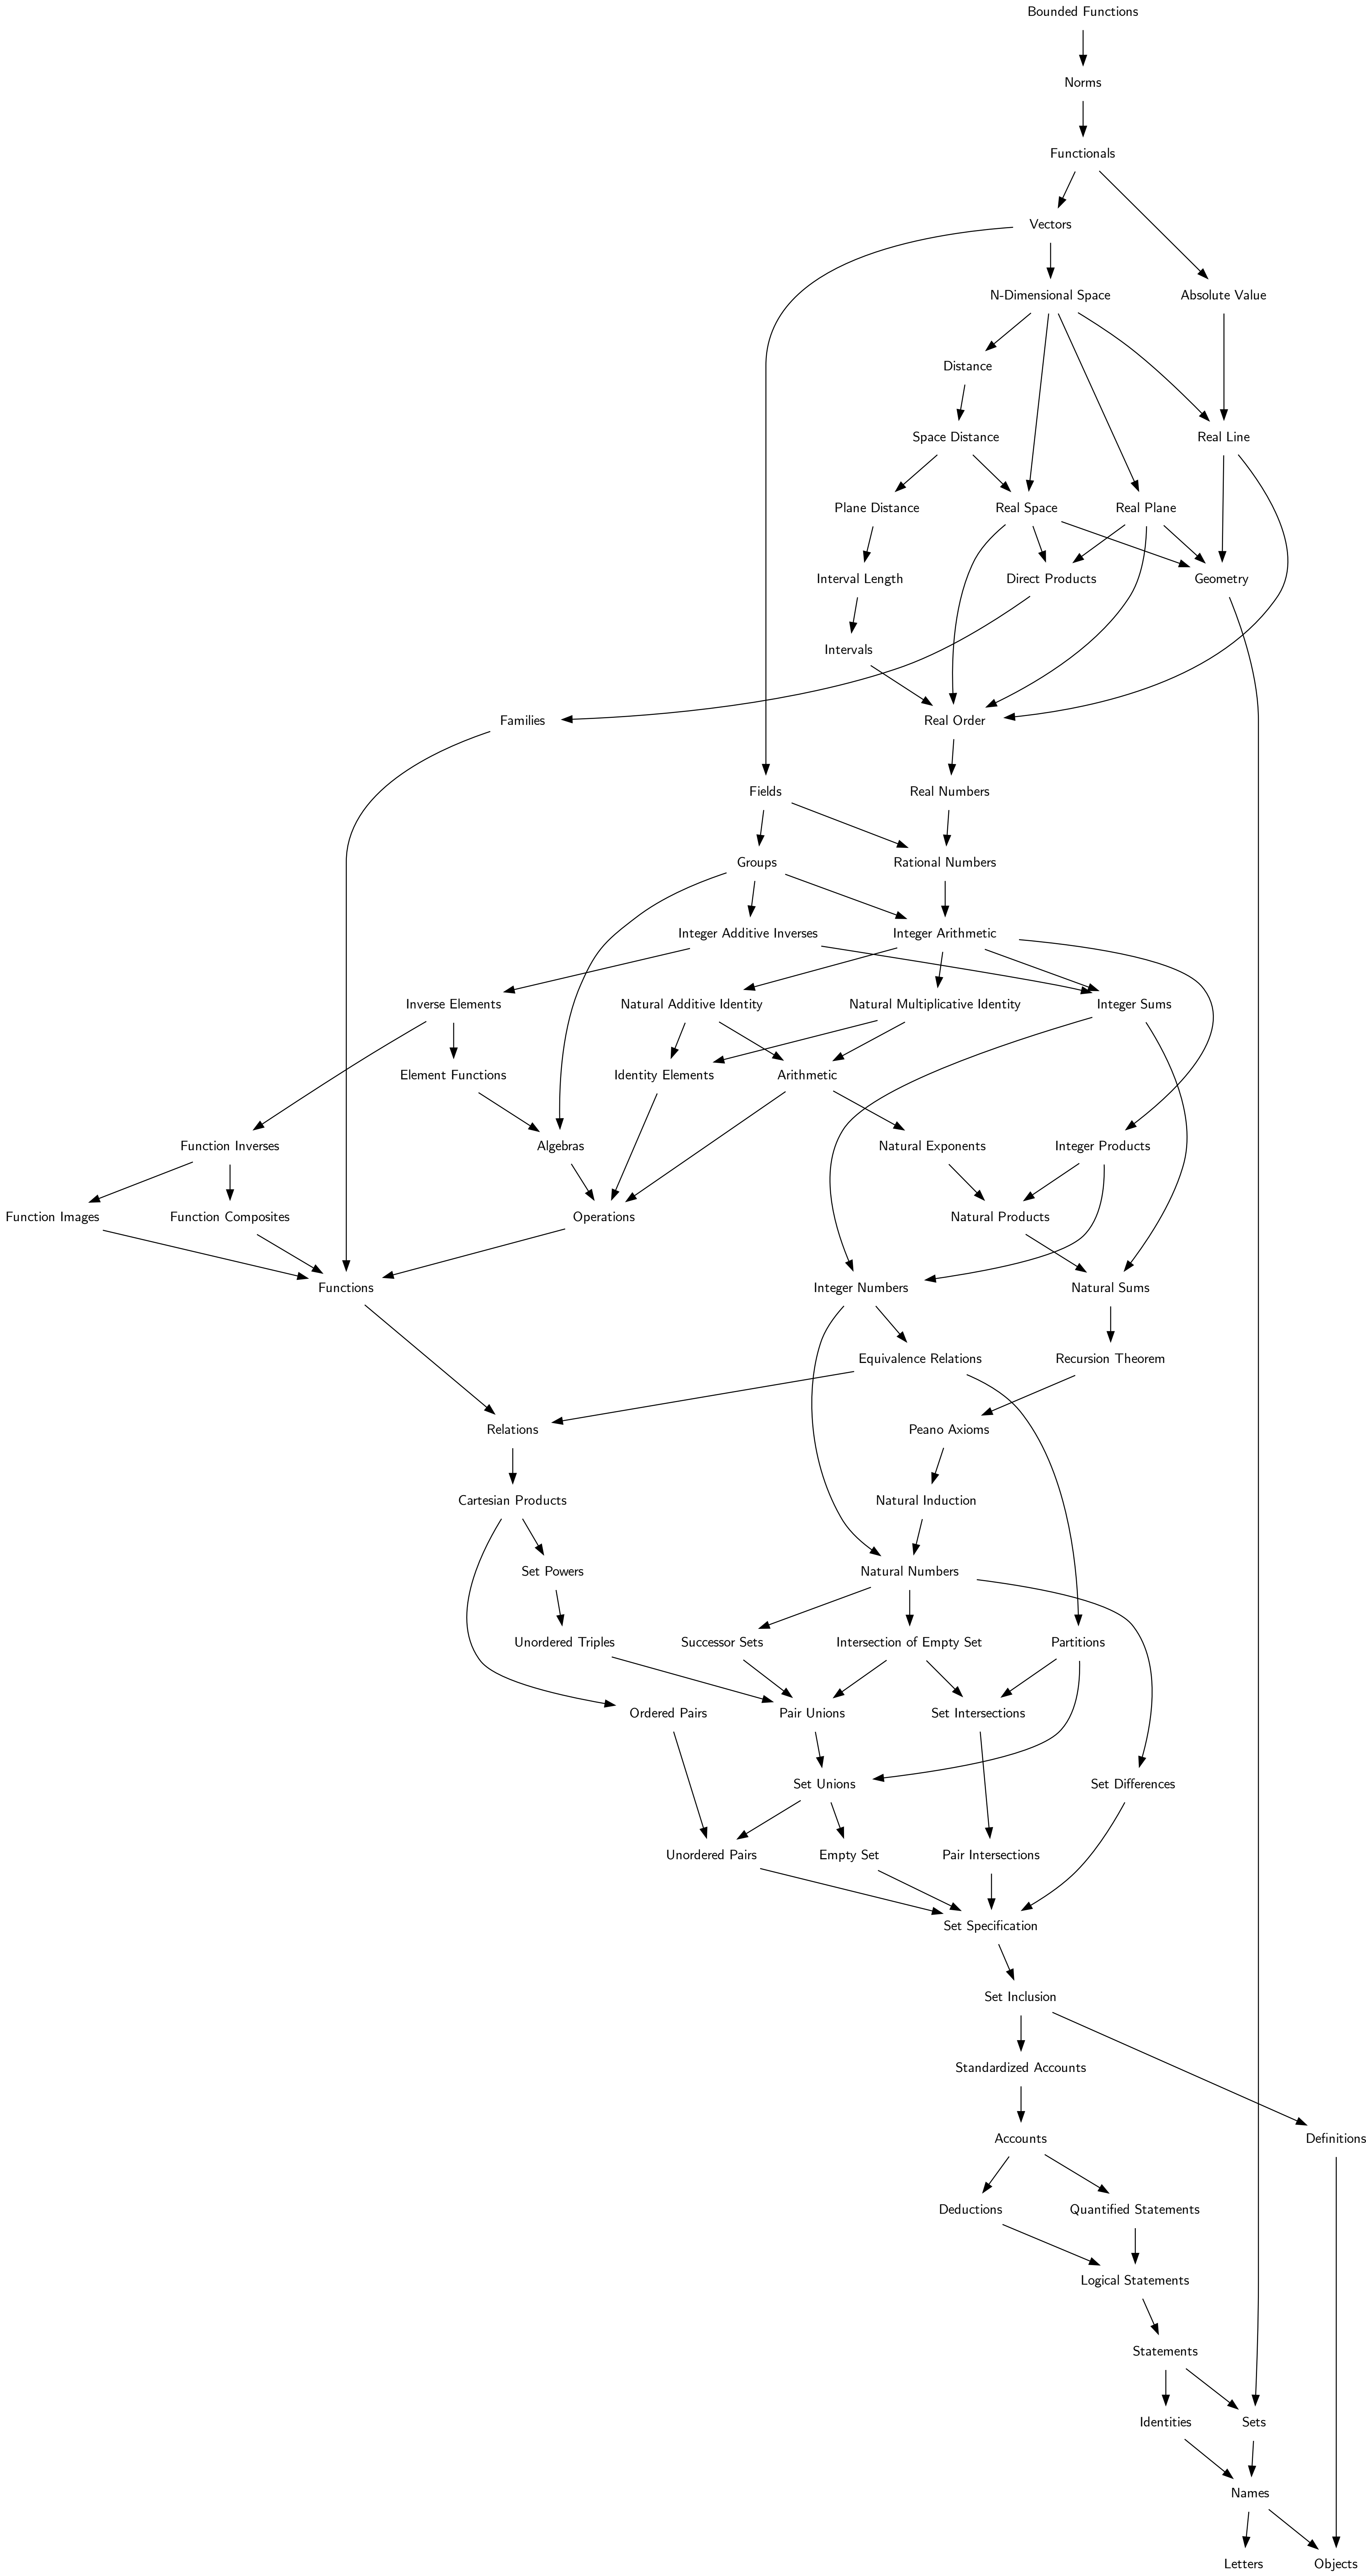 Bounded Functions
Norms
Functionals
Vectors
N-Dimensional Space
Absolute Value
Distance
Space Distance
Real Line
Plane Distance
Real Space
Real Plane
Interval Length
Direct Products
Geometry
Intervals
Families
Real Order
Fields
Real Numbers
Groups
Rational Numbers
Integer Additive Inverses
Integer Arithmetic
Inverse Elements
Natural Additive Identity
Natural Multiplicative Identity
Integer Sums
Element Functions
Identity Elements
Arithmetic
Function Inverses
Algebras
Natural Exponents
Integer Products
Function Images
Function Composites
Operations
Natural Products
Functions
Integer Numbers
Natural Sums
Equivalence Relations
Recursion Theorem
Relations
Peano Axioms
Cartesian Products
Natural Induction
Set Powers
Natural Numbers
Unordered Triples
Successor Sets
Intersection of Empty Set
Partitions
Ordered Pairs
Pair Unions
Set Intersections
Set Unions
Set Differences
Unordered Pairs
Empty Set
Pair Intersections
Set Specification
Set Inclusion
Standardized Accounts
Accounts
Definitions
Deductions
Quantified Statements
Logical Statements
Statements
Identities
Sets
Names
Letters
Objects